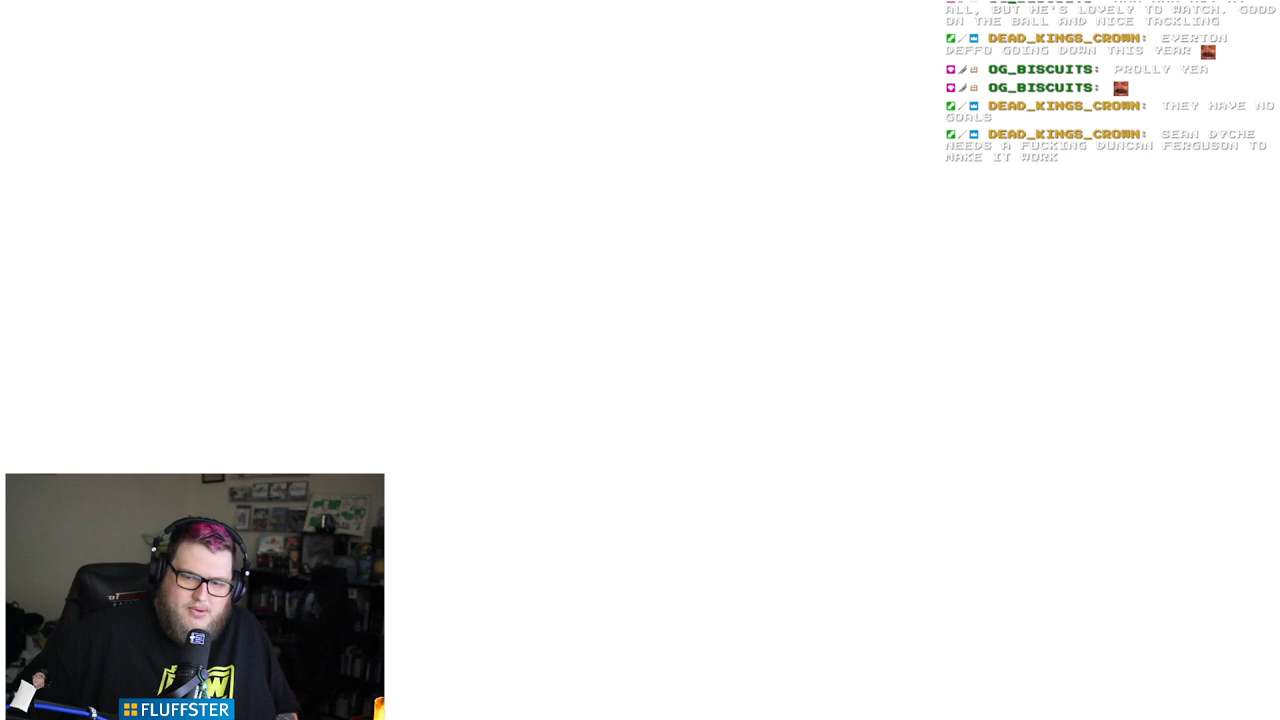 ALL, BUT HE'S LOVELY TO WATCH. GOOD
ON THE BALL AND NICE TACKLING
DEAD_KINGS_CROWN: EVERTON
DEFFO GOING DOWN THIS YEAR
OG_BISCUITS: PROLLY YEA
OG_BISCUITS:
DEAD_KINGS_CROWN: THEY HAVE NO
GOALS
DEAD_KINGS_CROWN: SEAN DYCHE
NEEDS A FUCKING DUNCAN FERGUSON TO
MAKE IT WORK
FLUFFSTER